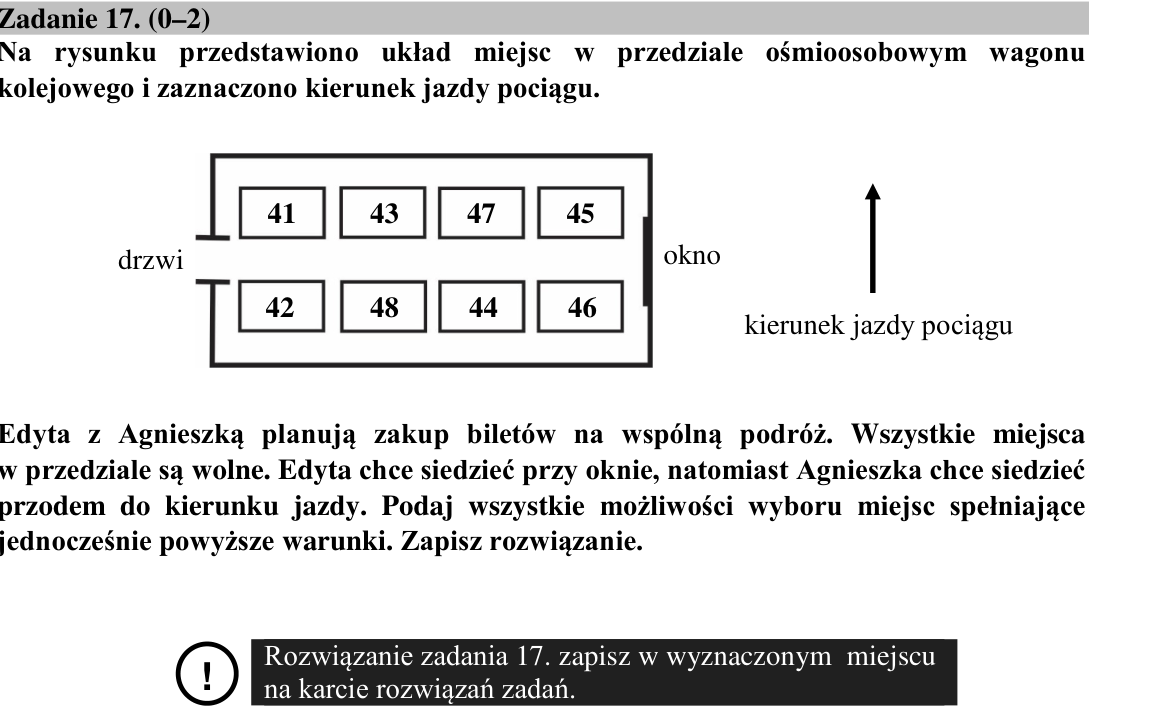 Zadanie 17. (0–2)
Na rysunku przedstawiono układ miejsc w przedziale ośmioosobowym wagonu
kolejowego i zaznaczono kierunek jazdy pociągu.
41 43 47 45
drzwi
okno
42 48 44 46
kierunek jazdy pociągu
Edyta z Agnieszką planują zakup biletów na wspólną podróż. Wszystkie miejsca
w przedziale są wolne. Edyta chce siedzieć przy oknie, natomiast Agnieszka chce siedzieć
przodem do kierunku jazdy. Podaj wszystkie możliwości wyboru miejsc spełniające
jednocześnie powyższe warunki. Zapisz rozwiązanie.
! Rozwiązanie zadania 17. zapisz w wyznaczonym miejscu
na karcie rozwiązań zadań.